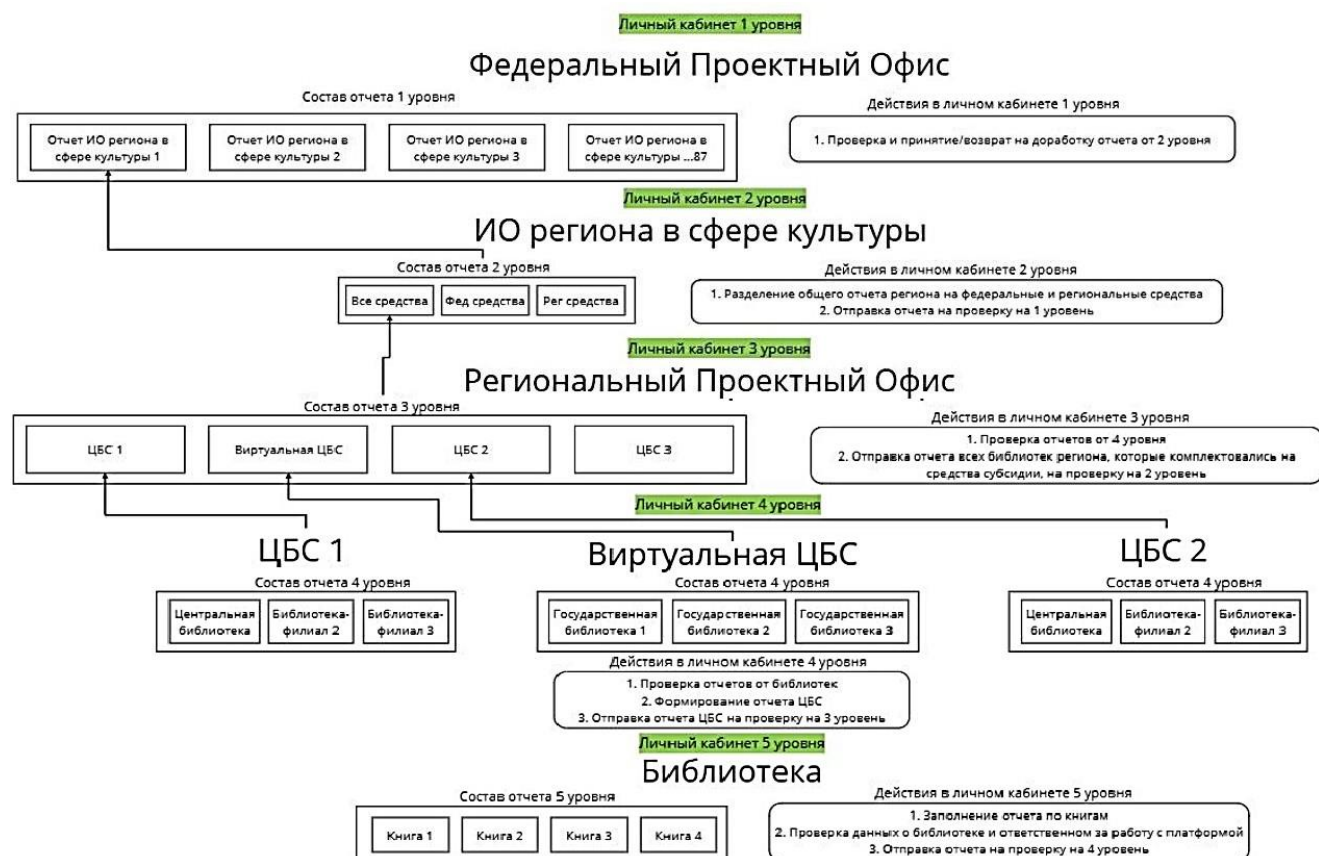 Личный кабинет 1 уровня
Федеральный Проектный Офис
Состав отчета 1 уровня
Отчет ИО региона в
сфере культуры 1
Отчет ИО региона в
сфере культуры 2
Отчет ИО региона в
сфере культуры 3
Отчет ИО региона в
сфере культуры ...87
Действия в личном кабинете 1 уровня
1. Проверка и принятие/возврат на доработку отчета от 2 уровня
Личный кабинет 2 уровня
ИО региона в сфере культуры
Состав отчета 2 уровня
Все средства
Фед средства
Рег средства
Действия в личном кабинете 2 уровня
1. Разделение общего отчета региона на федеральные и региональные средства
2. Отправка отчета на проверку на 1 уровень
Личный кабинет 3 уровня
Региональный Проектный Офис
Состав отчета 3 уровня
ЦБС 1
Виртуальная ЦБС
ЦБС 2
ЦБС 3
Действия в личном кабинете 3 уровня
1. Проверка отчетов от 4 уровня
2. Отправка отчета всех библиотек региона, которые комплектовались на
средства субсидии, на проверку на 2 уровень
Личный кабинет 4 уровня
ЦБС 1
Состав отчета 4 уровня
Центральная
библиотека
Библиотека-
филиал 2
Библиотека-
филиал 3
Виртуальная ЦБС
Состав отчета 4 уровня
Государственная
библиотека 1
Государственная
библиотека 2
Государственная
библиотека 3
ЦБС 2
Состав отчета 4 уровня
Центральная
библиотека
Библиотека-
филиал 2
Библиотека-
филиал 3
Действия в личном кабинете 4 уровня
1. Проверка отчетов от библиотек
2. Формирование отчета ЦБС
3. Отправка отчета ЦБС на проверку на 3 уровень
Личный кабинет 5 уровня
Библиотека
Состав отчета 5 уровня
Книга 1
Книга 2
Книга 3
Книга 4
Действия в личном кабинете 5 уровня
1. Заполнение отчета по книгам
2. Проверка данных о библиотеке и ответственном за работу с платформой
3. Отправка отчета на проверку на 4 уровень